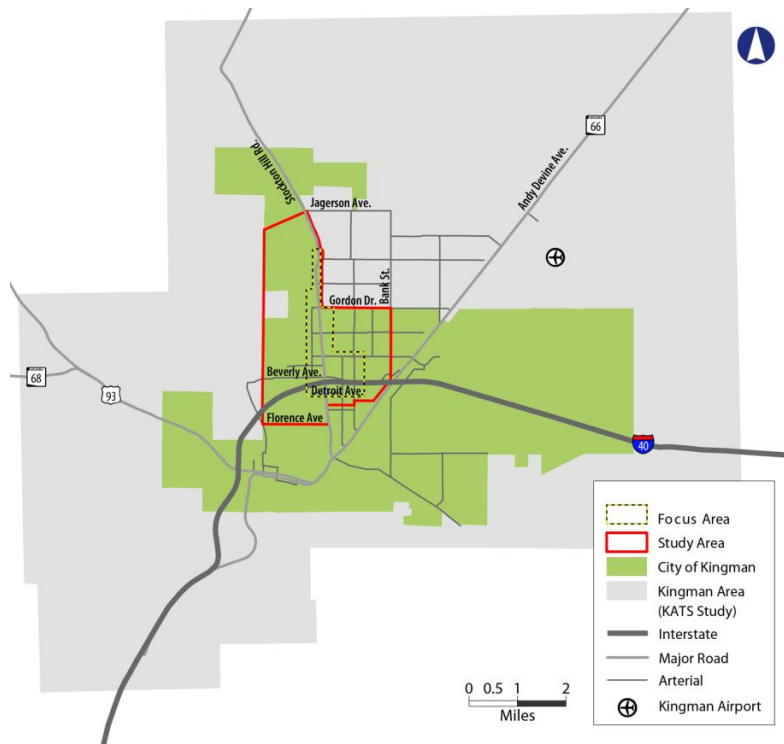 66
Stockton Hill Rd.
Andy Devine Ave.
Jagerson Ave.
Bank St.
Gordon Dr.
Beverly Ave.
68
93
Detroit Ave.
Florence Ave
40
Focus Area
Study Area
City of Kingman
Kingman Area
(KATS Study)
Interstate
Major Road
Arterial
Kingman Airport
0 0.5 1 2
Miles